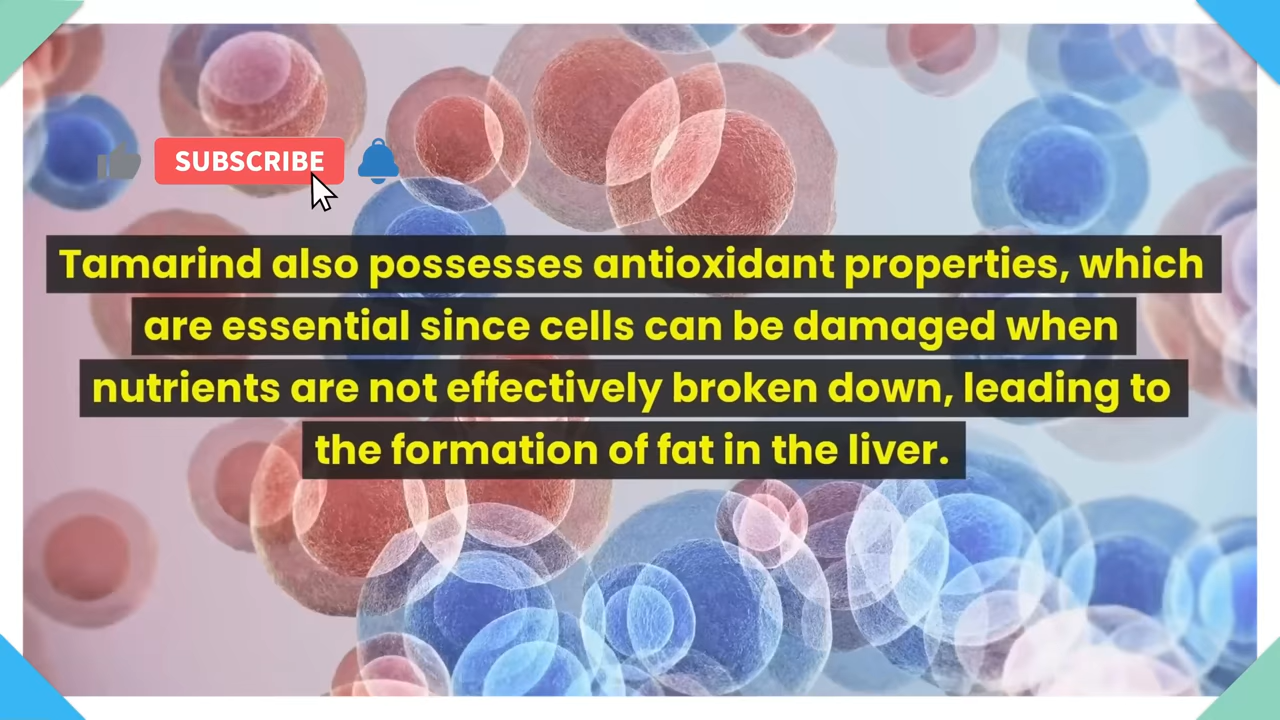 SUBSCRIBE
Tamarind also possesses antioxidant properties, which
are essential since cells can be damaged when
nutrients are not effectively broken down, leading to
the formation of fat in the liver.